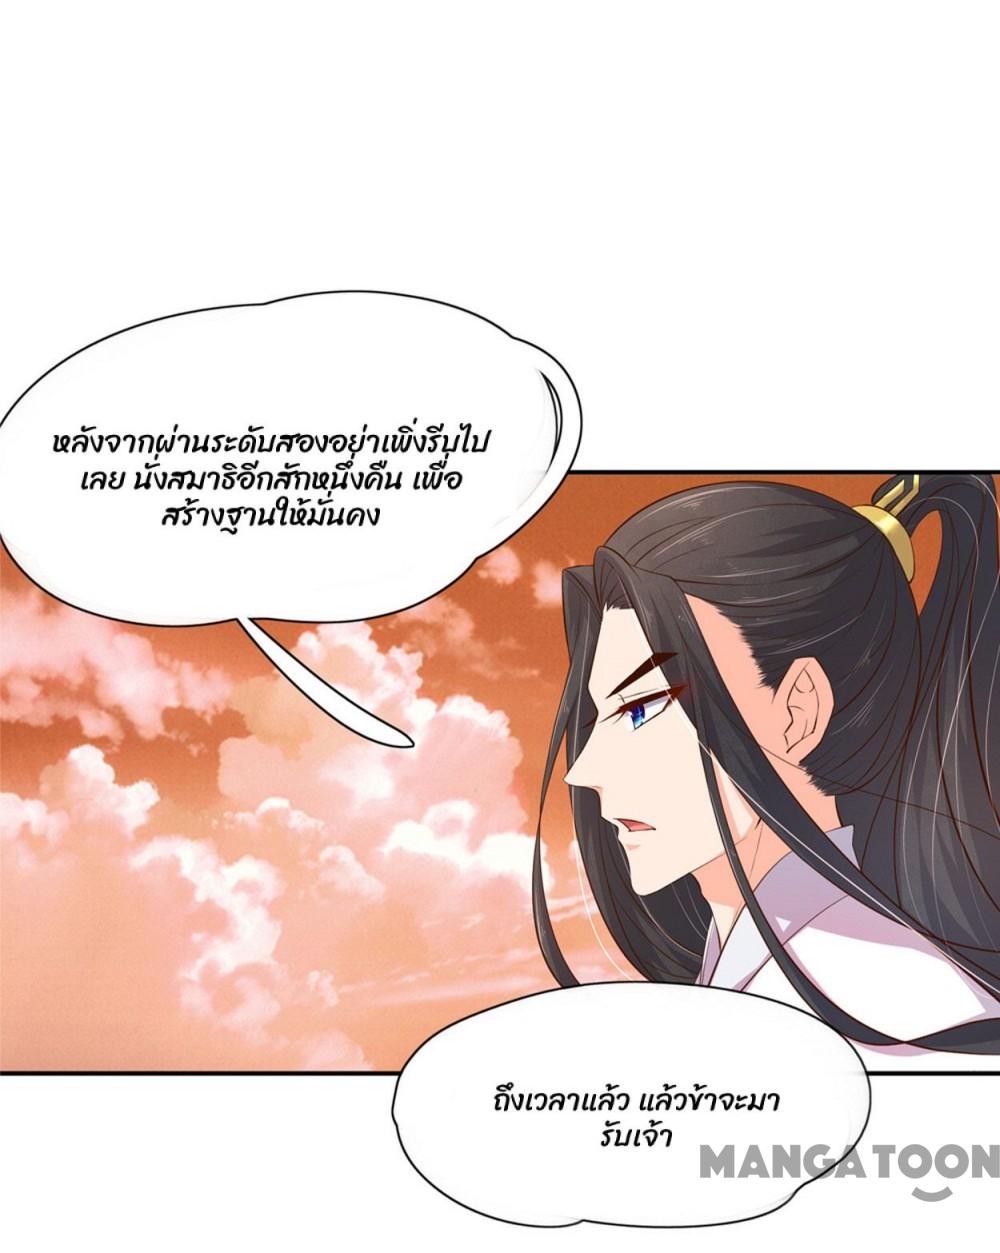 หลังจากผ่านระดับสองอย่าเพิ่งรีบไป
เลย นั่งสมาธิอีกสักหนึ่งคืน เพื่อ
สร้างฐานให้มั่นคง
ถึงเวลาแล้ว แล้วข้าจะมา
รับเจ้า
MANGATOON